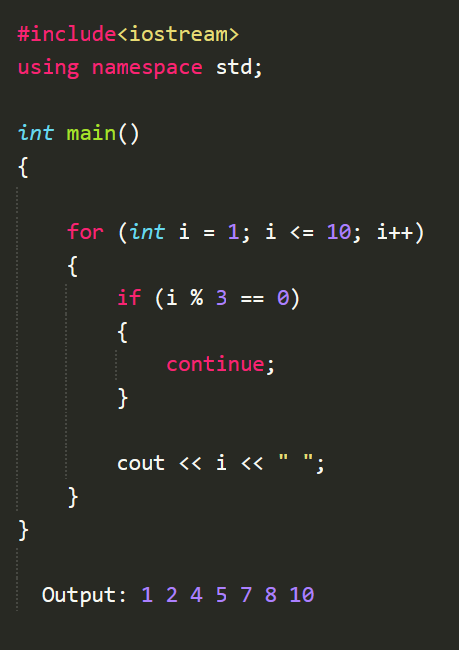 #include<iostream>
using namespace std;
int main()
{
for (int i = 1; i <= 10; i++)
{
if (i % 3 == 0)
{
continue;
}
cout << i << " ";
}
}
Output: 1 2 4 5 7 8 10